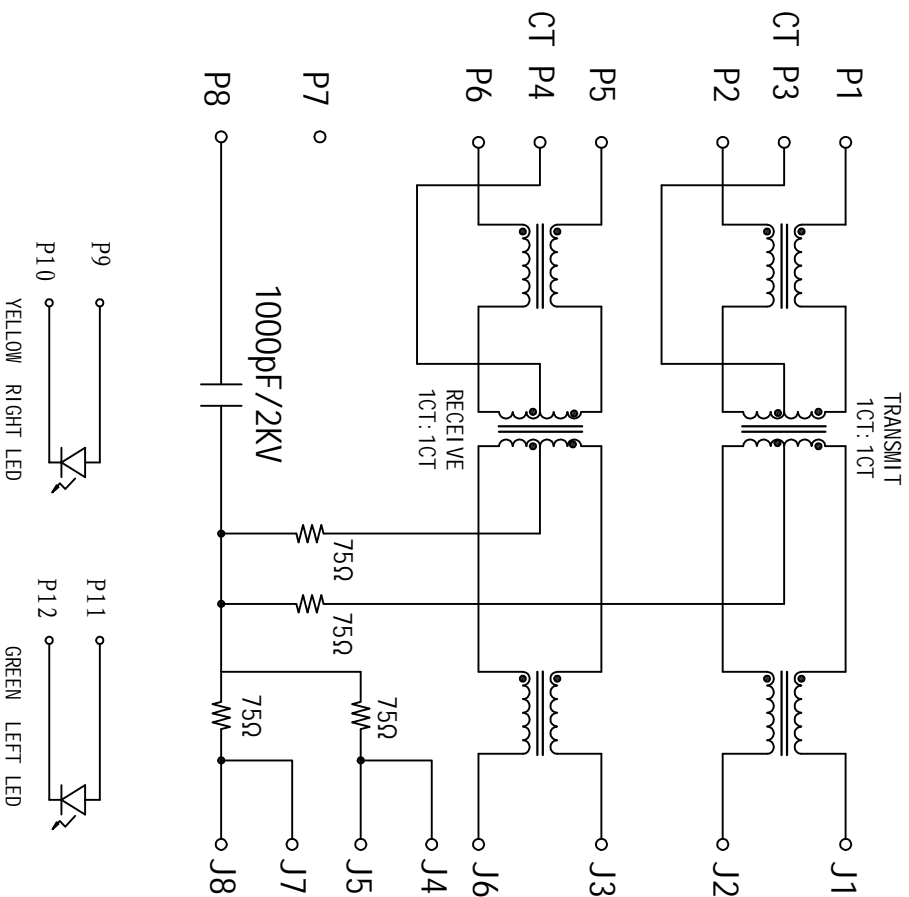 TRANSMIT
1CT:1CT
P1
CT P3
P2
J1
J2
P5
CT P4
P6
RECEIVE
1CT:1CT
J3
J6
J4
J5
J7
J8
P7
P8
1000pF/2KV
75Ω
75Ω
75Ω
75Ω
P9
P10
YELLOW RIGHT LED
P11
P12
GREEN LEFT LED